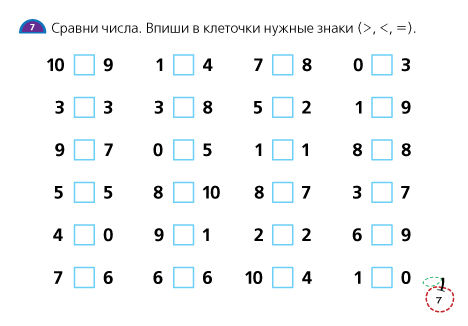 7 Сравни числа. Впиши в клеточки нужные знаки (>, <, =).
10 9 1 4 7 8 0 3
3 3 3 8 5 2 1 9
9 7 0 5 1 1 8 8
5 5 8 10 8 7 3 7
4 0 9 1 2 2 6 9
7 6 6 6 10 4 1 0
1
7